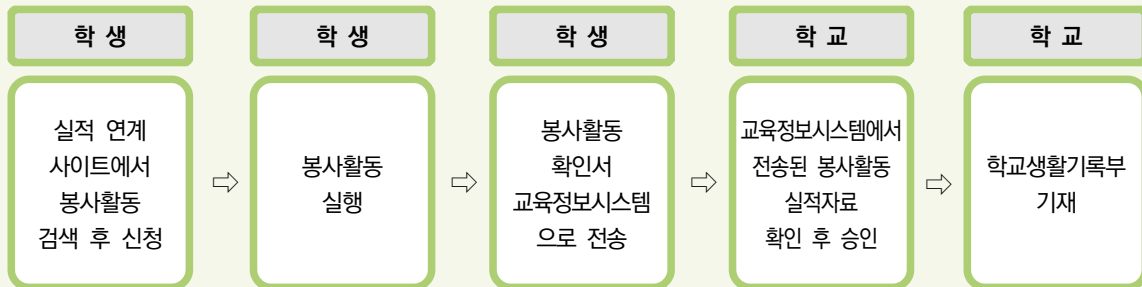 학 생
실적 연계
사이트에서
봉사활동
검색 후 신청
⇨
학 생
봉사활동
실행
⇨
학 생
봉사활동
확인서
교육정보시스템
으로 전송
⇨
학 교
교육정보시스템에서
전송된 봉사활동
실적자료
확인 후 승인
⇨
학 교
학교생활기록부
기재